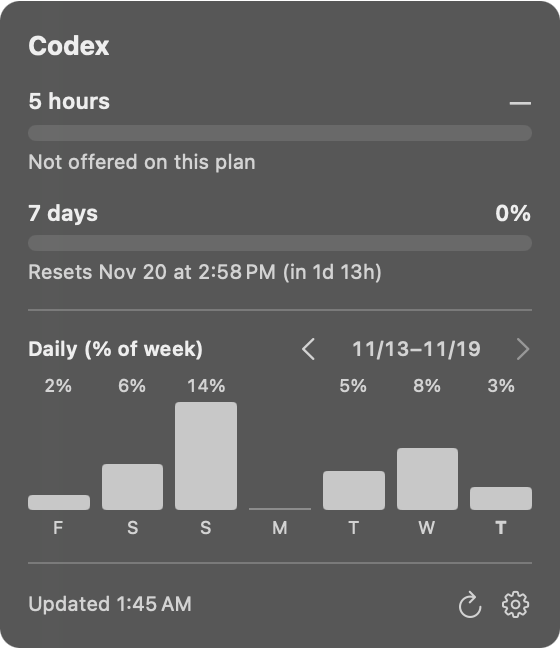 Codex
5 hours —
Not offered on this plan
7 days 0%
Resets Nov 20 at 2:58 PM (in 1d 13h)
Daily (% of week) 11/13–11/19
2% 6% 14% 5% 8% 3%
F S S M T W T
Updated 1:45 AM